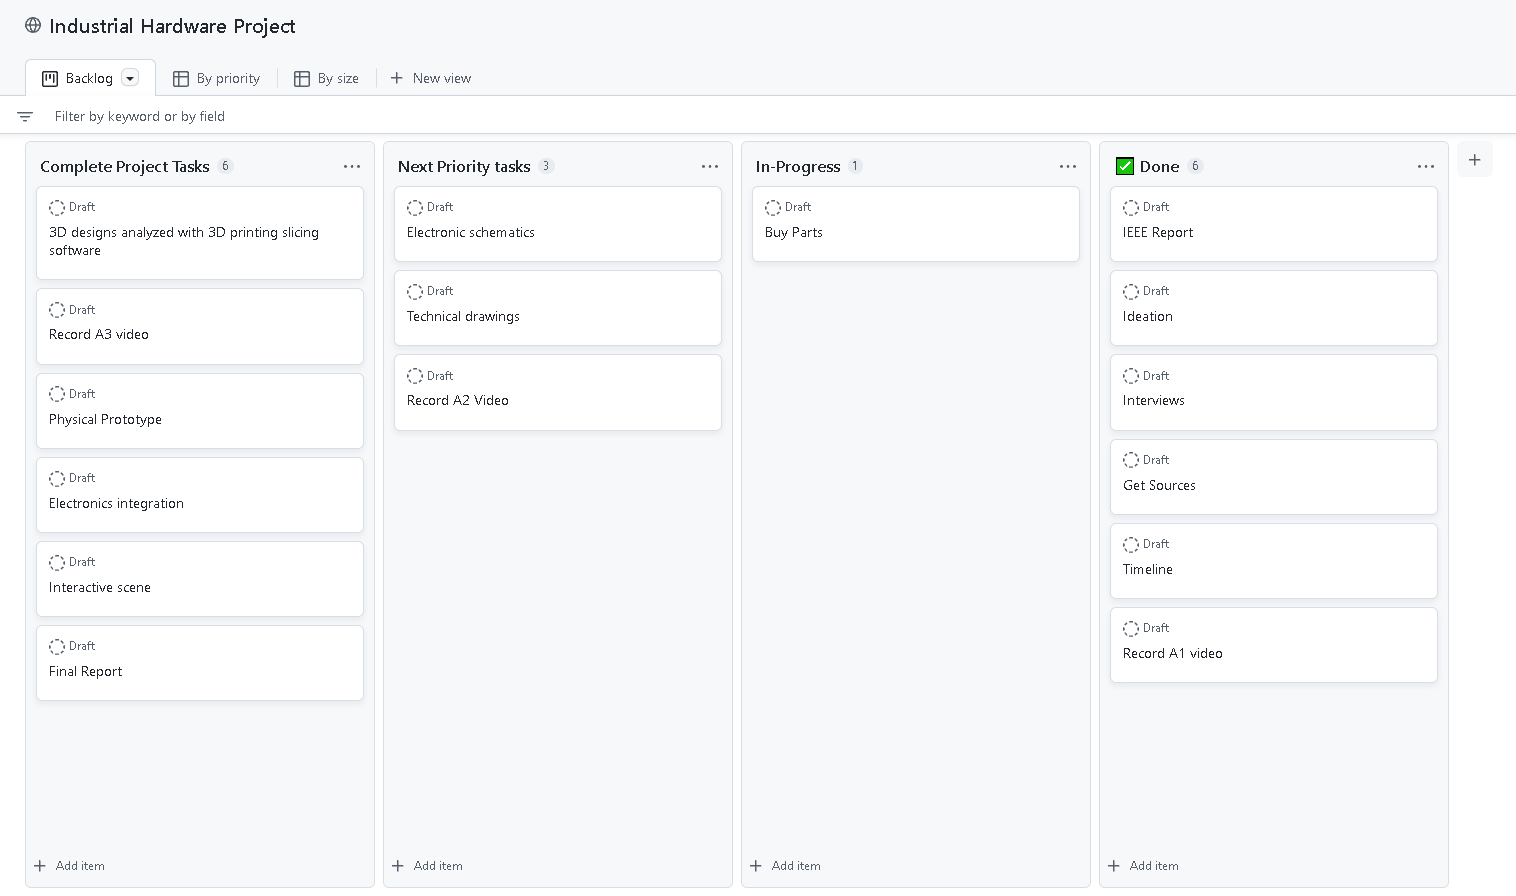 Industrial Hardware Project
Backlog
By priority
By size
New view
Filter by keyword or by field
Complete Project Tasks 6
Draft
3D designs analyzed with 3D printing slicing
software
Draft
Record A3 video
Draft
Physical Prototype
Draft
Electronics integration
Draft
Interactive scene
Draft
Final Report
Add item
Next Priority tasks 3
Draft
Electronic schematics
Draft
Technical drawings
Draft
Record A2 Video
Add item
In-Progress 1
Draft
Buy Parts
Add item
✅ Done 6
Draft
IEEE Report
Draft
Ideation
Draft
Interviews
Draft
Get Sources
Draft
Timeline
Draft
Record A1 video
Add item